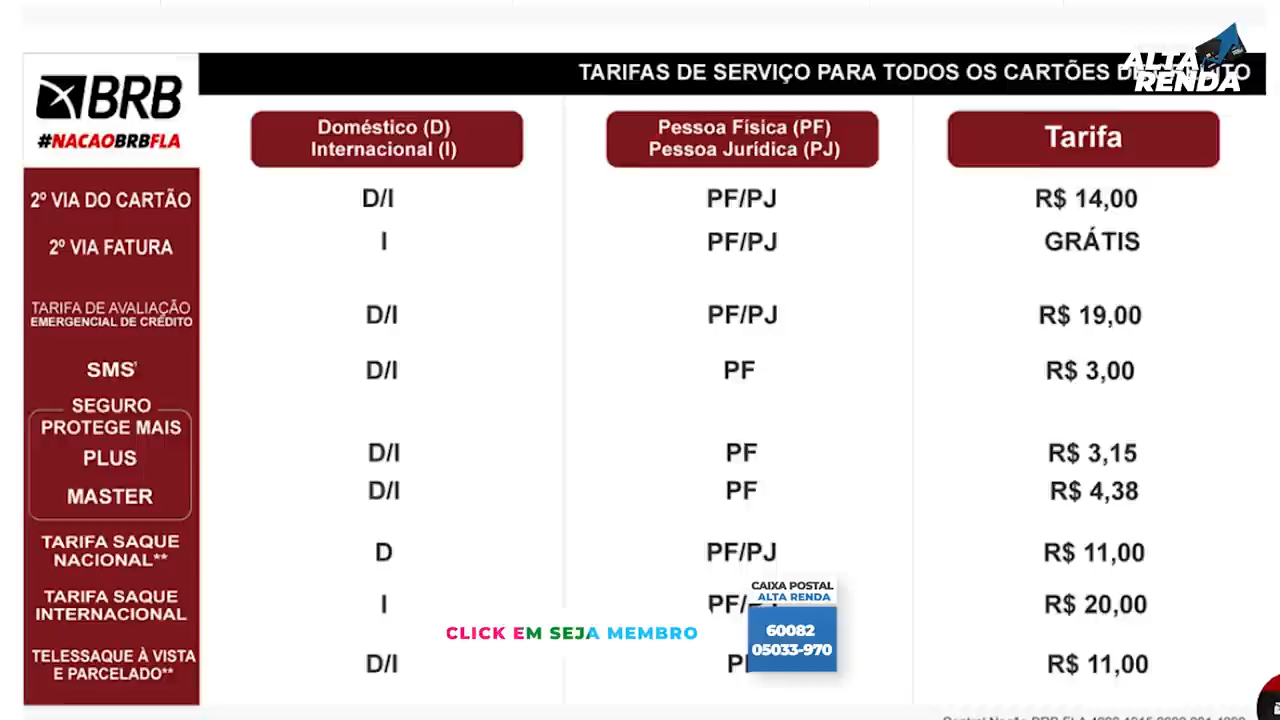 BRB
#NACAOBRBFLA
TARIFAS DE SERVIÇO PARA TODOS OS CARTÕES
ALTA
RENDA
Doméstico (D)
Internacional (I)
Pessoa Física (PF)
Pessoa Jurídica (PJ)
Tarifa
2º VIA DO CARTÃO D/I PF/PJ R$ 14,00
2º VIA FATURA I PF/PJ GRÁTIS
TARIFA DE AVALIAÇÃO
EMERGENCIAL DE CRÉDITO
D/I PF/PJ R$ 19,00
SMS¹ D/I PF R$ 3,00
SEGURO
PROTEGE MAIS
PLUS D/I PF R$ 3,15
MASTER D/I PF R$ 4,38
TARIFA SAQUE
NACIONAL**
D PF/PJ R$ 11,00
TARIFA SAQUE
INTERNACIONAL
I R$ 20,00
TELESSAQUE À VISTA
E PARCELADO**
D/I R$ 11,00
CLICK EM SEJA MEMBRO
CAIXA POSTAL
ALTA RENDA
60082
05033-970